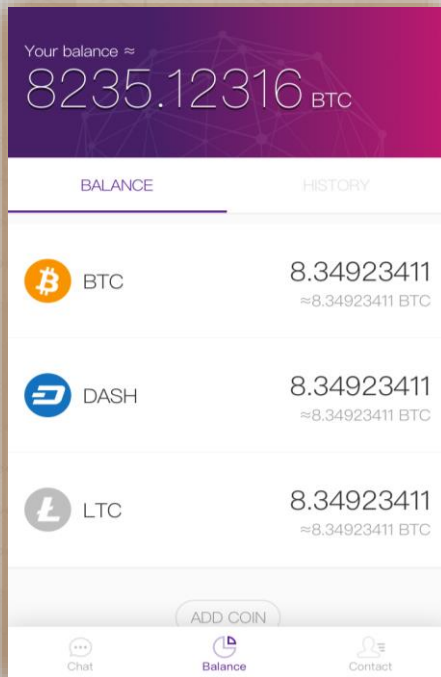 Your balance ≈
8235.12316 BTC
BALANCE HISTORY
BTC 8.34923411
≈8.34923411 BTC
DASH 8.34923411
≈8.34923411 BTC
LTC 8.34923411
≈8.34923411 BTC
ADD COIN
Chat Balance Contact